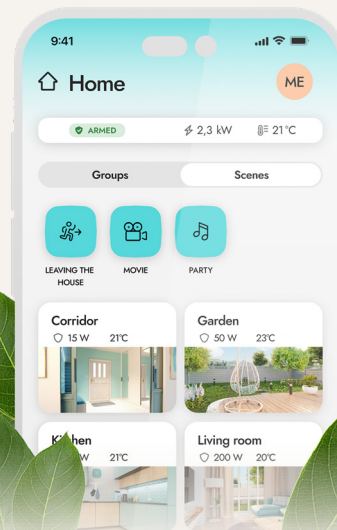 9:41
Home
ME
ARMED
2,3 kW
21°C
Groups
Scenes
LEAVING THE
HOUSE
MOVIE
PARTY
Corridor
15 W 21°C
Garden
50 W 23°C
21°C
Living room
200 W 20°C